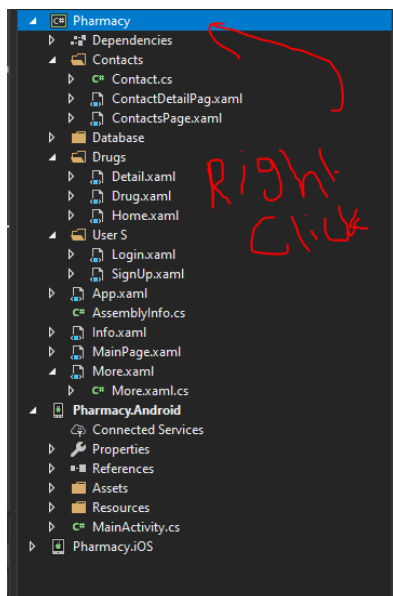 C# Pharmacy
Dependencies
Contacts
C# Contact.cs
ContactDetailPag.xaml
ContactsPage.xaml
Database
Drugs
Detail.xaml
Drug.xaml
Home.xaml
User S
Login.xaml
SignUp.xaml
App.xaml
C# AssemblyInfo.cs
Info.xaml
MainPage.xaml
More.xaml
C# More.xaml.cs
Pharmacy.Android
Connected Services
Properties
References
Assets
Resources
C# MainActivity.cs
Pharmacy.iOS
Right
Click